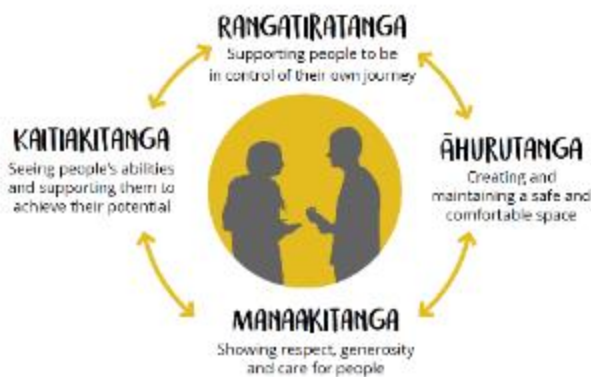 RANGATIRATANGA
Supporting people to be
in control of their own journey
KAITIAKITANGA
Seeing people's abilities
and supporting them to
achieve their potential
ĀHURUTANGA
Creating and
maintaining a safe and
comfortable space
MANAAKITANGA
Showing respect, generosity
and care for people